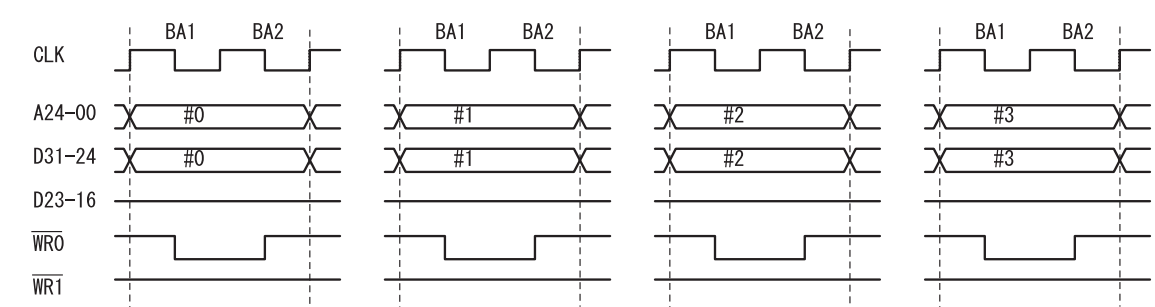 BA1 BA2 BA1 BA2 BA1 BA2 BA1 BA2
CLK
A24-00 #0 #1 #2 #3
D31-24 #0 #1 #2 #3
D23-16
WR0
WR1